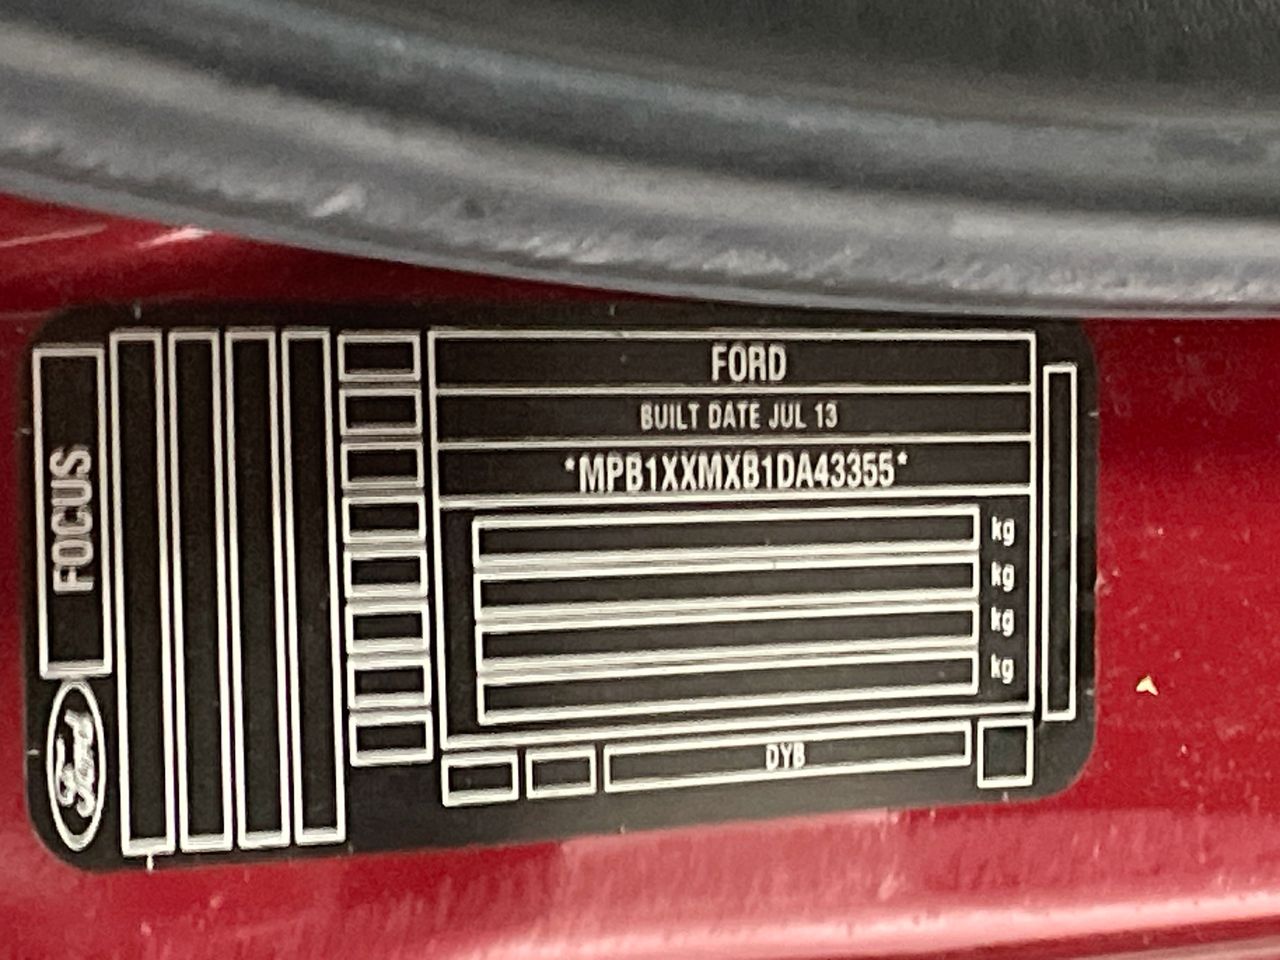 FORD
BUILT DATE JUL 13
*MPB1XXMXB1DA43355*
kg
kg
kg
kg
DYB
FOCUS
Ford